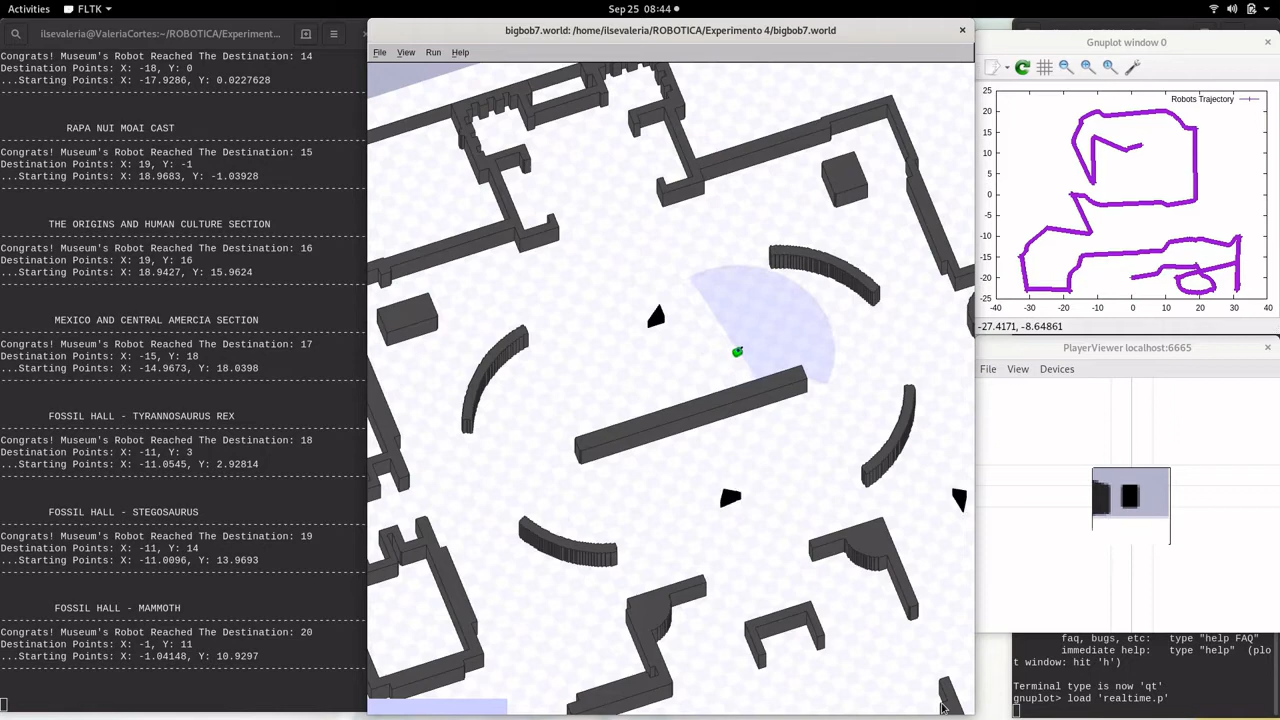 Activities
FLTK
Sep 25 08:44
ilsevaleria@ValeriaCortes:~/ROBOTICA/Experiment...
Congrats! Museum's Robot Reached The Destination: 14
Destination Points: X: -18, Y: 0
...Starting Points: X: -17.9286, Y: 0.0227628
RAPA NUI MOAI CAST
Congrats! Museum's Robot Reached The Destination: 15
Destination Points: X: 19, Y: -1
...Starting Points: X: 18.9683, Y: -1.03928
THE ORIGINS AND HUMAN CULTURE SECTION
Congrats! Museum's Robot Reached The Destination: 16
Destination Points: X: 19, Y: 16
...Starting Points: X: 18.9427, Y: 15.9624
MEXICO AND CENTRAL AMERCIA SECTION
Congrats! Museum's Robot Reached The Destination: 17
Destination Points: X: -15, Y: 18
...Starting Points: X: -14.9673, Y: 18.0398
FOSSIL HALL - TYRANNOSAURUS REX
Congrats! Museum's Robot Reached The Destination: 18
Destination Points: X: -11, Y: 3
...Starting Points: X: -11.0545, Y: 2.92814
FOSSIL HALL - STEGOSAURUS
Congrats! Museum's Robot Reached The Destination: 19
Destination Points: X: -11, Y: 14
...Starting Points: X: -11.0096, Y: 13.9693
FOSSIL HALL - MAMMOTH
Congrats! Museum's Robot Reached The Destination: 20
Destination Points: X: -1, Y: 11
...Starting Points: X: -1.04148, Y: 10.9297
bigbob7.world: /home/ilsevaleria/ROBOTICA/Experimento 4/bigbob7.world
File View Run Help
Gnuplot window 0
Robots Trajectory
25
20
15
10
5
0
-5
-10
-15
-20
-25
-40 -30 -20 -10 0 10 20 30 40
-27.4171, -8.64861
PlayerViewer localhost:6665
File View Devices
faq, bugs, etc: type "help FAQ"
immediate help: type "help" (plo
t window: hit 'h')
Terminal type is now 'qt'
gnuplot> load 'realtime.p'